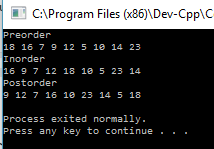 C:\Program Files (x86)\Dev-Cpp\C
Preorder
18 16 7 9 12 5 10 14 23
Inorder
16 9 7 12 18 10 5 23 14
Postorder
9 12 7 16 10 23 14 5 18
Process exited normally.
Press any key to continue . . .